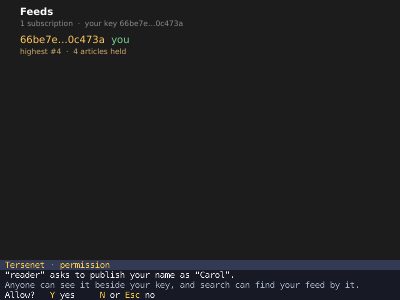 Feeds
1 subscription · your key 66be7e…0c473a
66be7e…0c473a you
highest #4 · 4 articles held
Tersenet · permission
“reader” asks to publish your name as “Carol”.
Anyone can see it beside your key, and search can find your feed by it.
Allow? Y yes N or Esc no